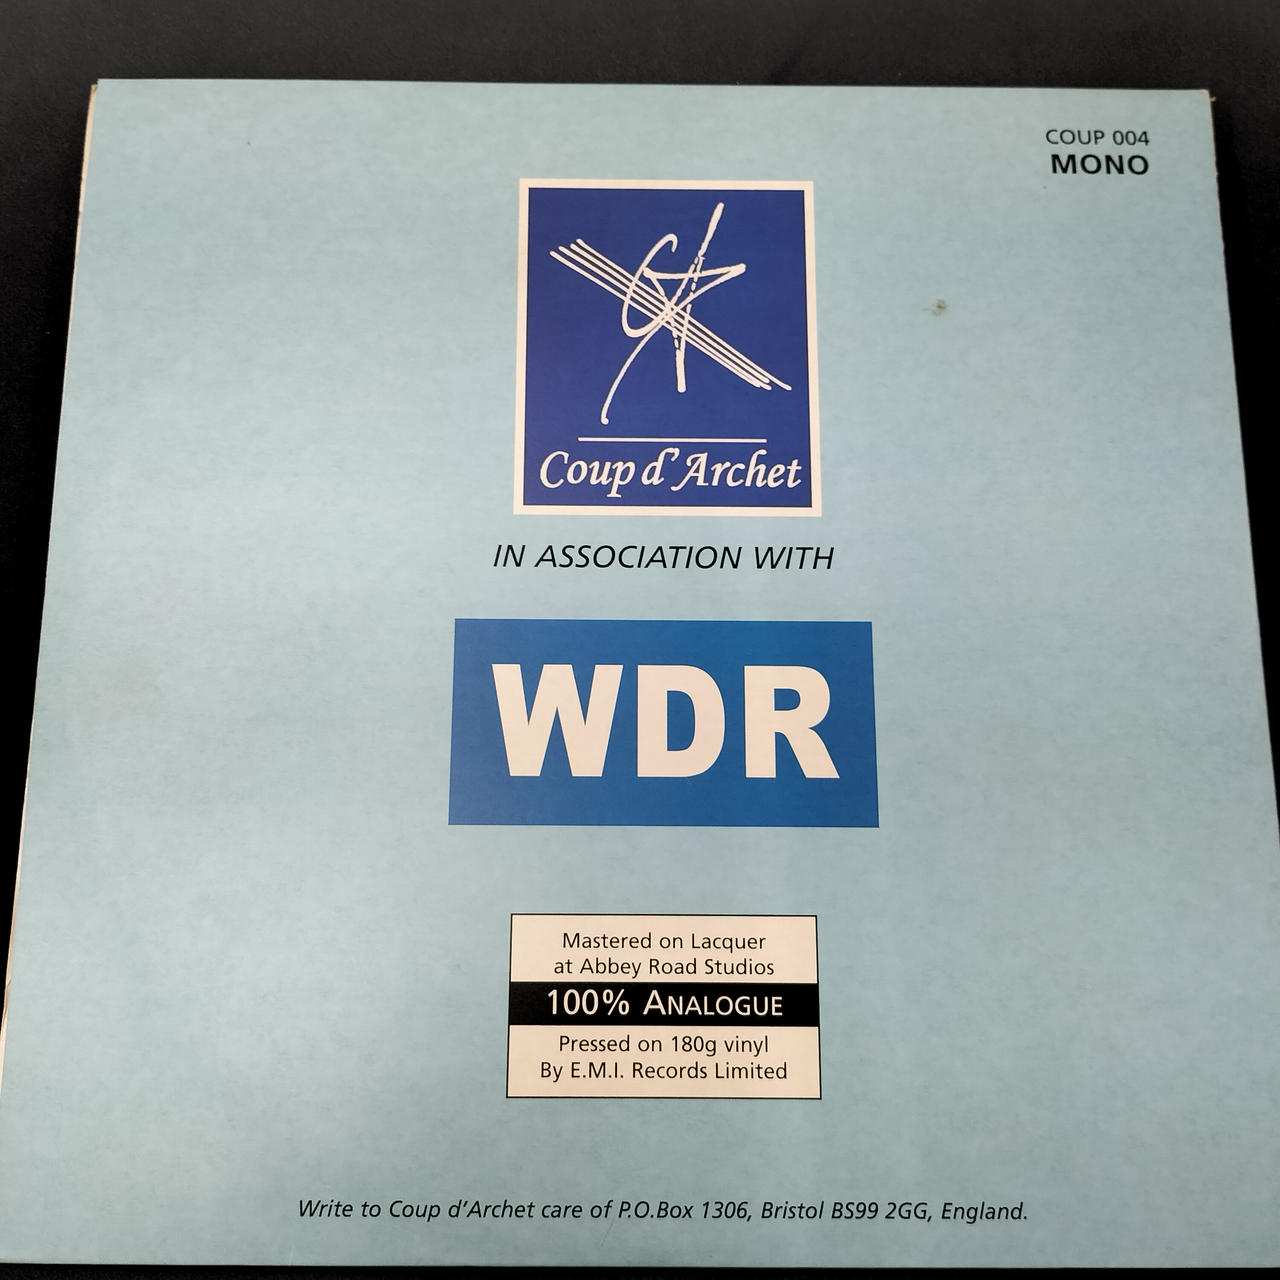 COUP 004
MONO
Coup d'Archet
IN ASSOCIATION WITH
WDR
Mastered on Lacquer
at Abbey Road Studios
100% ANALOGUE
Pressed on 180g vinyl
By E.M.I. Records Limited
Write to Coup d'Archet care of P.O.Box 1306, Bristol BS99 2GG, England.